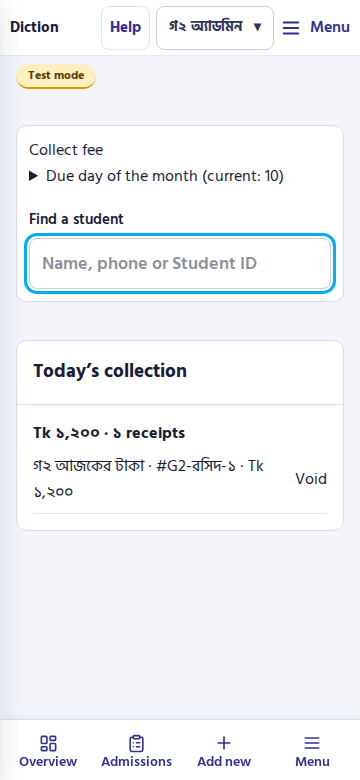 Diction
Help
গ২ অ্যাডমিন ▼
Menu
Test mode
Collect fee
▶ Due day of the month (current: 10)
Find a student
Name, phone or Student ID
Today’s collection
Tk ১,২০০ · ১ receipts
গ২ আজকের টাকা · #G2-রসিদ-১ · Tk
১,২০০
Void
Overview
Admissions
Add new
Menu